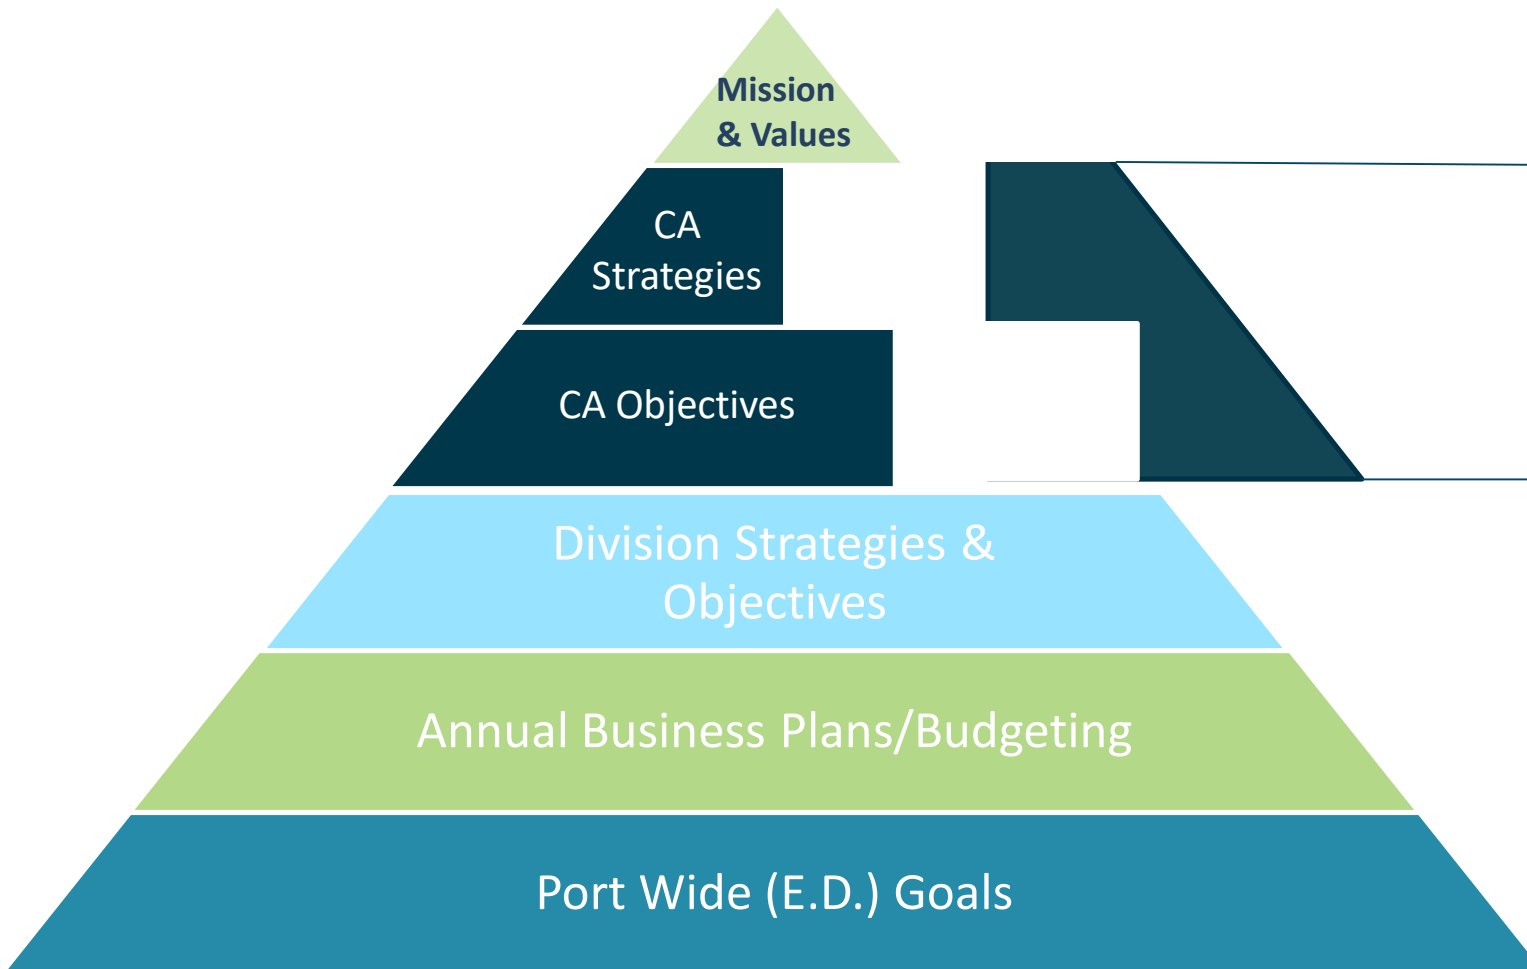 Mission
& Values
CA
Strategies
CA Objectives
Division Strategies &
Objectives
Annual Business Plans/Budgeting
Port Wide (E.D.) Goals